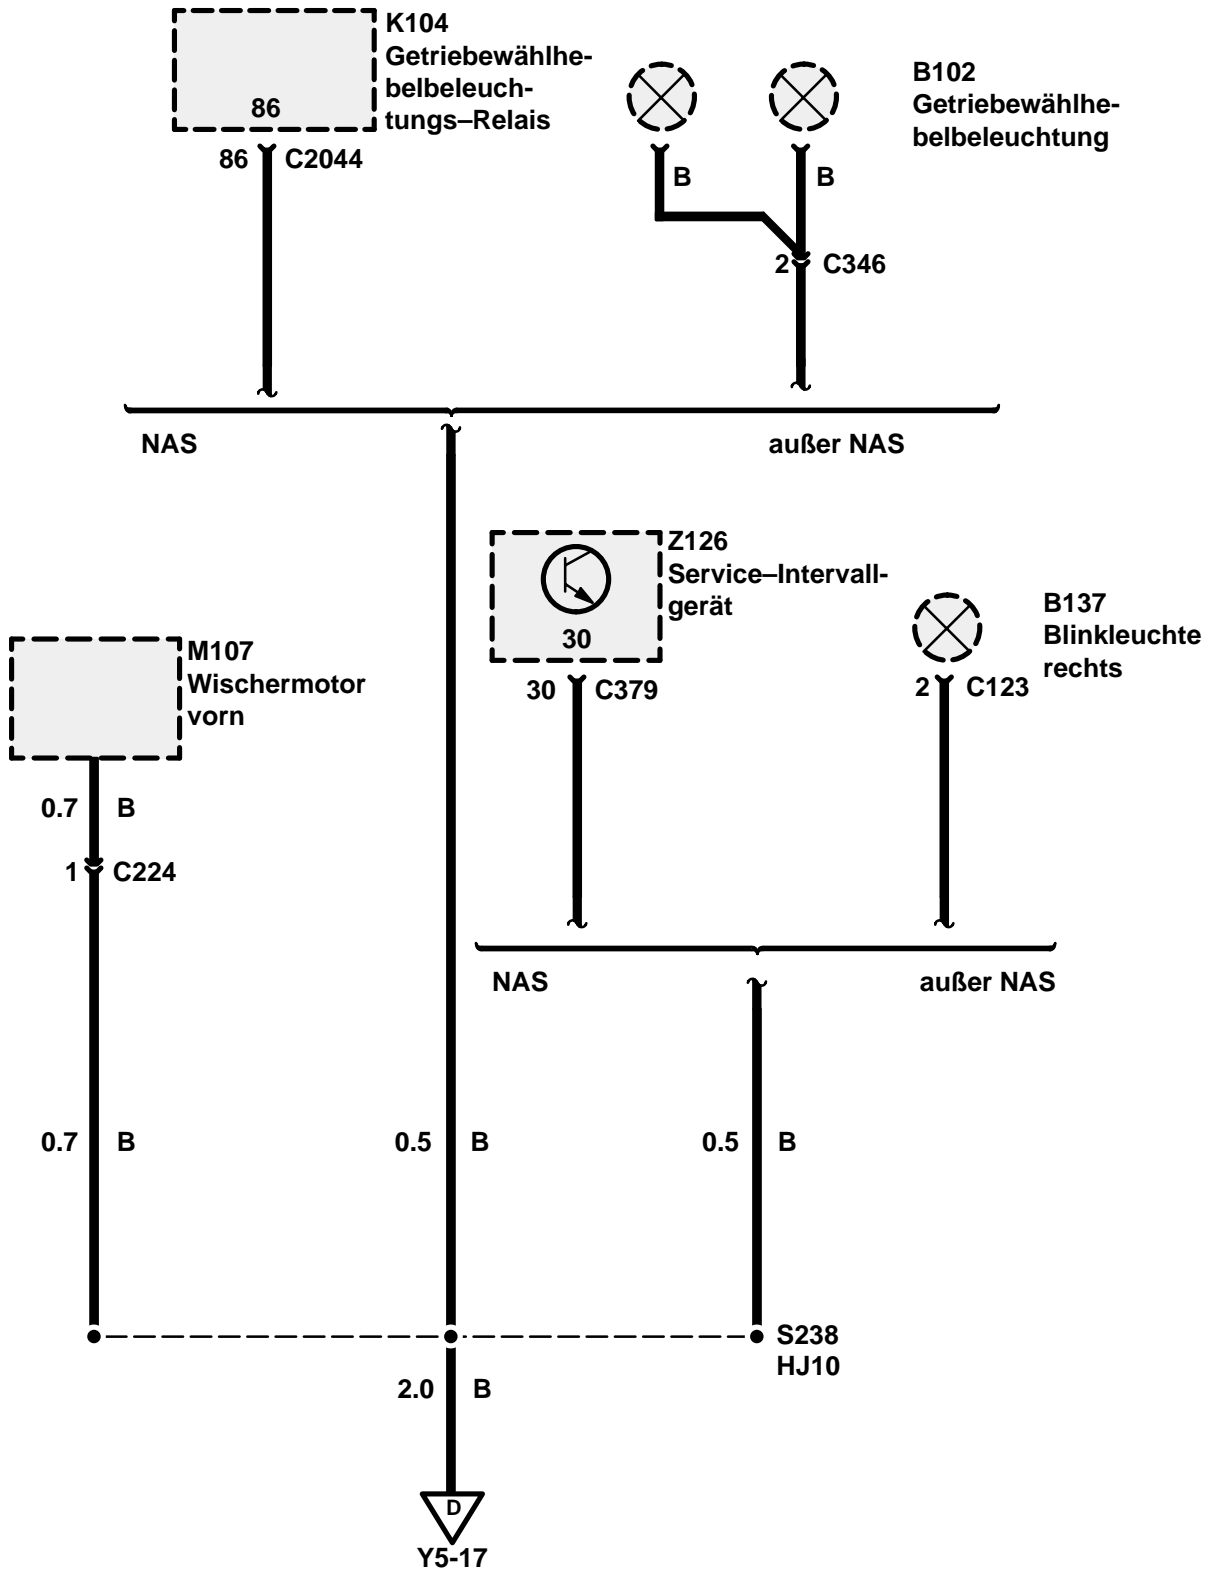 K104
Getriebewählhe-
belbeleuch-
tungs–Relais
86
86 C2044
B102
Getriebewählhe-
belbeleuchtung
B B
2 C346
NAS außer NAS
Z126
Service–Intervall-
gerät
30
30 C379
B137
Blinkleuchte
rechts
2 C123
M107
Wischermotor
vorn
0.7 B
1 C224
NAS außer NAS
0.7 B 0.5 B 0.5 B
S238
HJ10
2.0 B
D
Y5-17